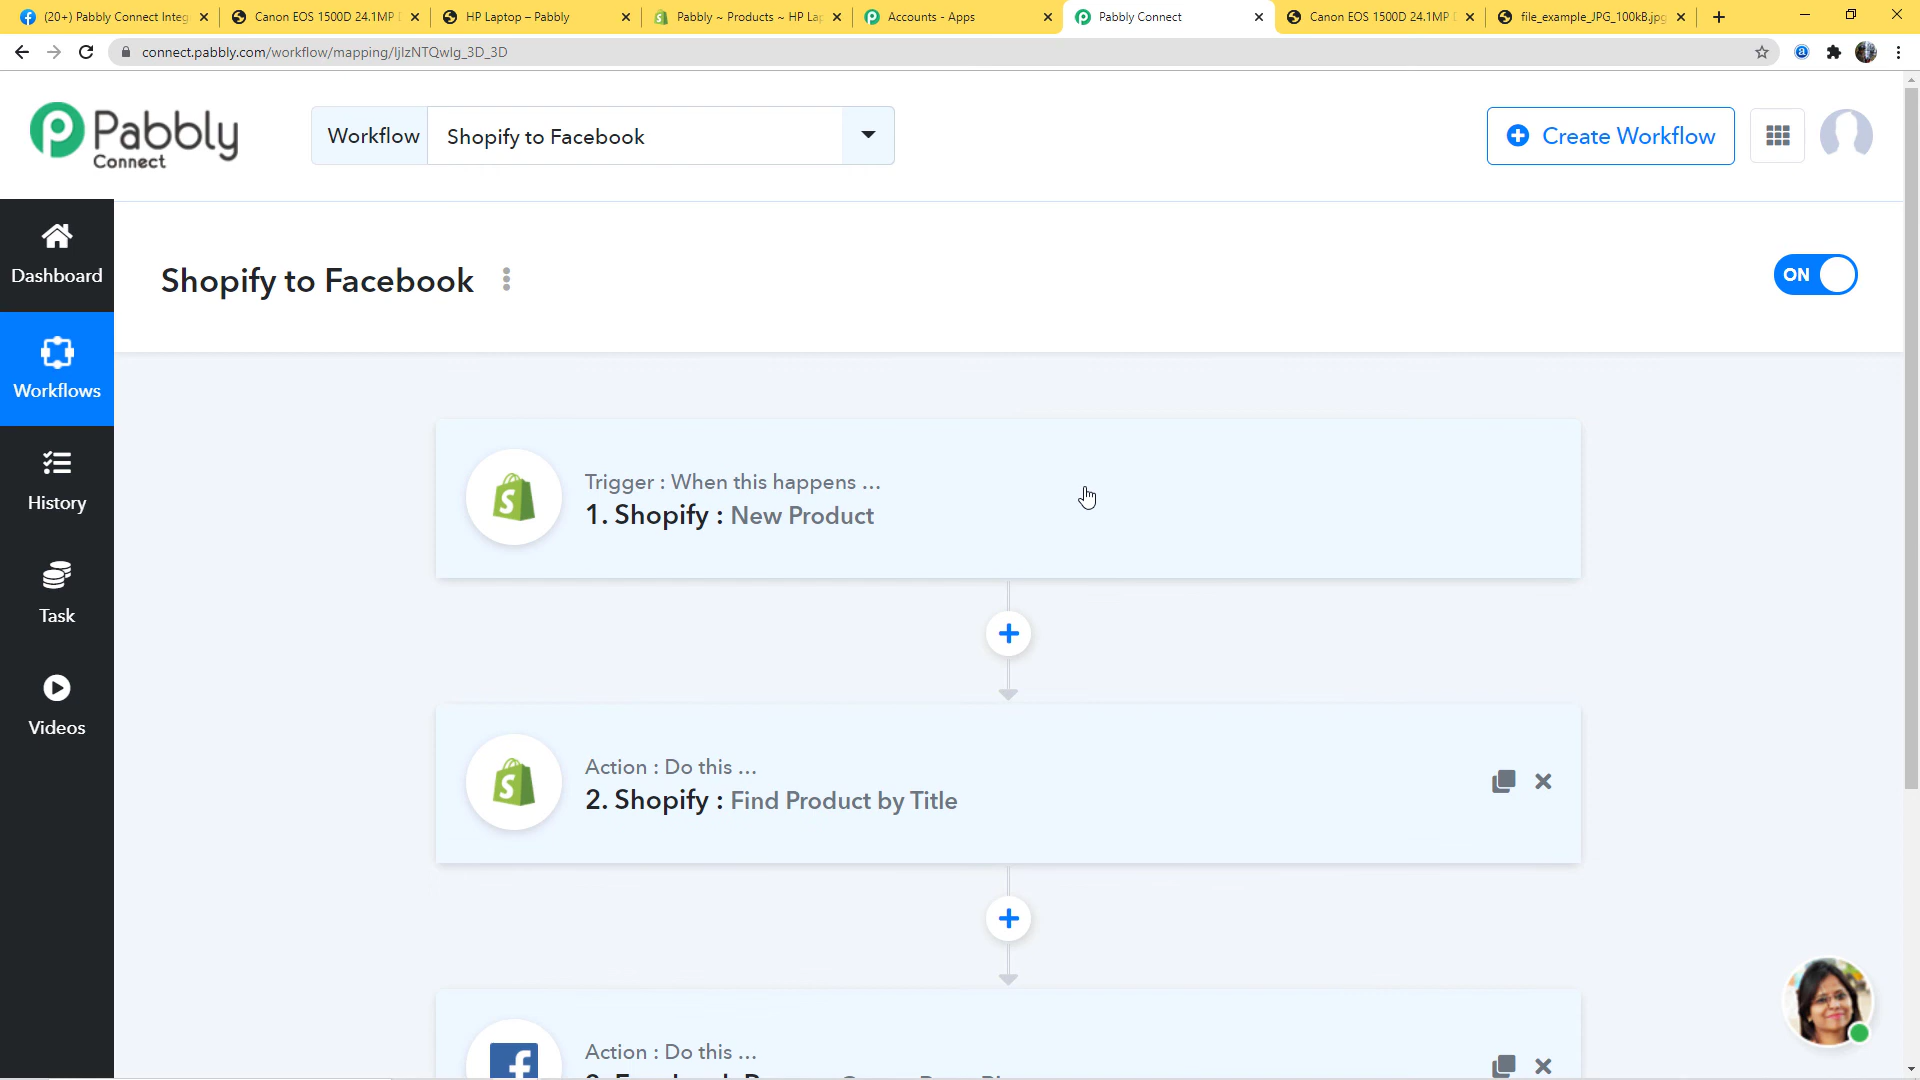 (20+) Pabbly Connect Integ
Canon EOS 1500D 24.1MP
HP Laptop – Pabbly
Pabbly ~ Products ~ HP La
Accounts - Apps
Pabbly Connect
Canon EOS 1500D 24.1MP
file_example_JPG_100kB.jpg
connect.pabbly.com/workflow/mapping/IjIzNTQwIg_3D_3D
Pabbly
Connect
Workflow
Shopify to Facebook
Create Workflow
Dashboard
Workflows
History
Task
Videos
Shopify to Facebook
ON
Trigger : When this happens ...
1. Shopify : New Product
Action : Do this ...
2. Shopify : Find Product by Title
Action : Do this ...